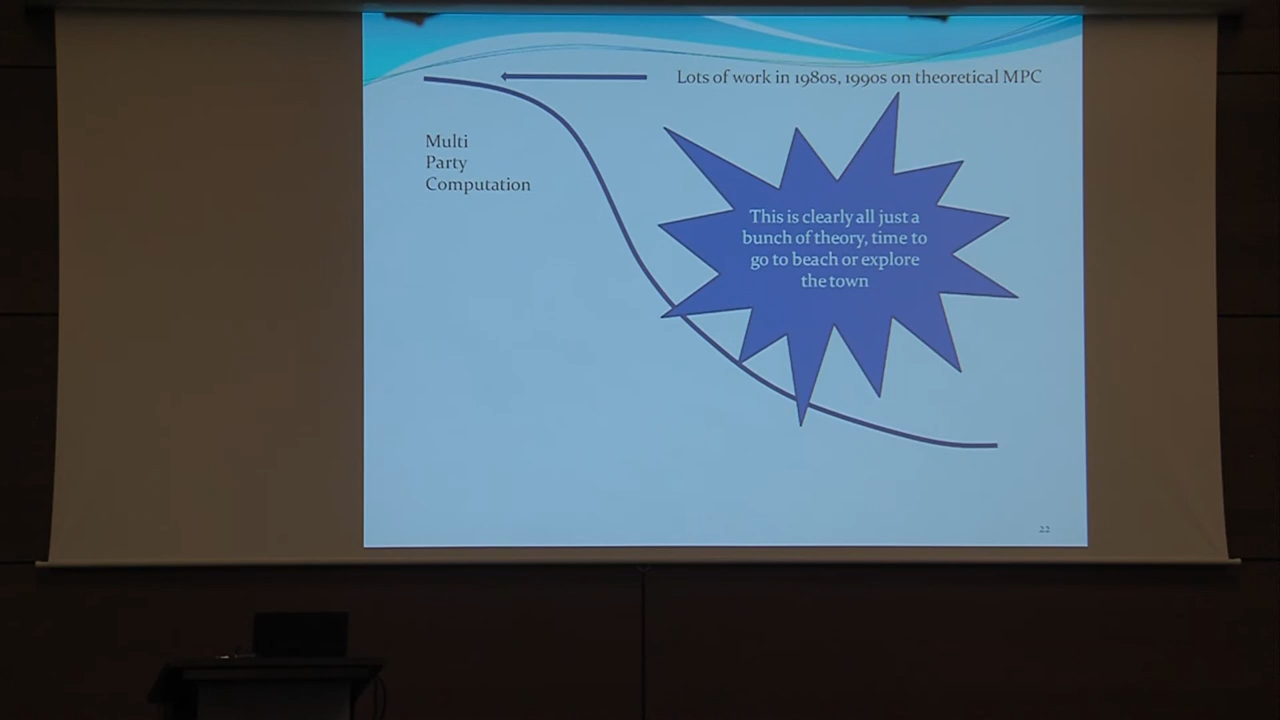 Lots of work in 1980s, 1990s on theoretical MPC
Multi
Party
Computation
This is clearly all just a
bunch of theory, time to
go to beach or explore
the town
22